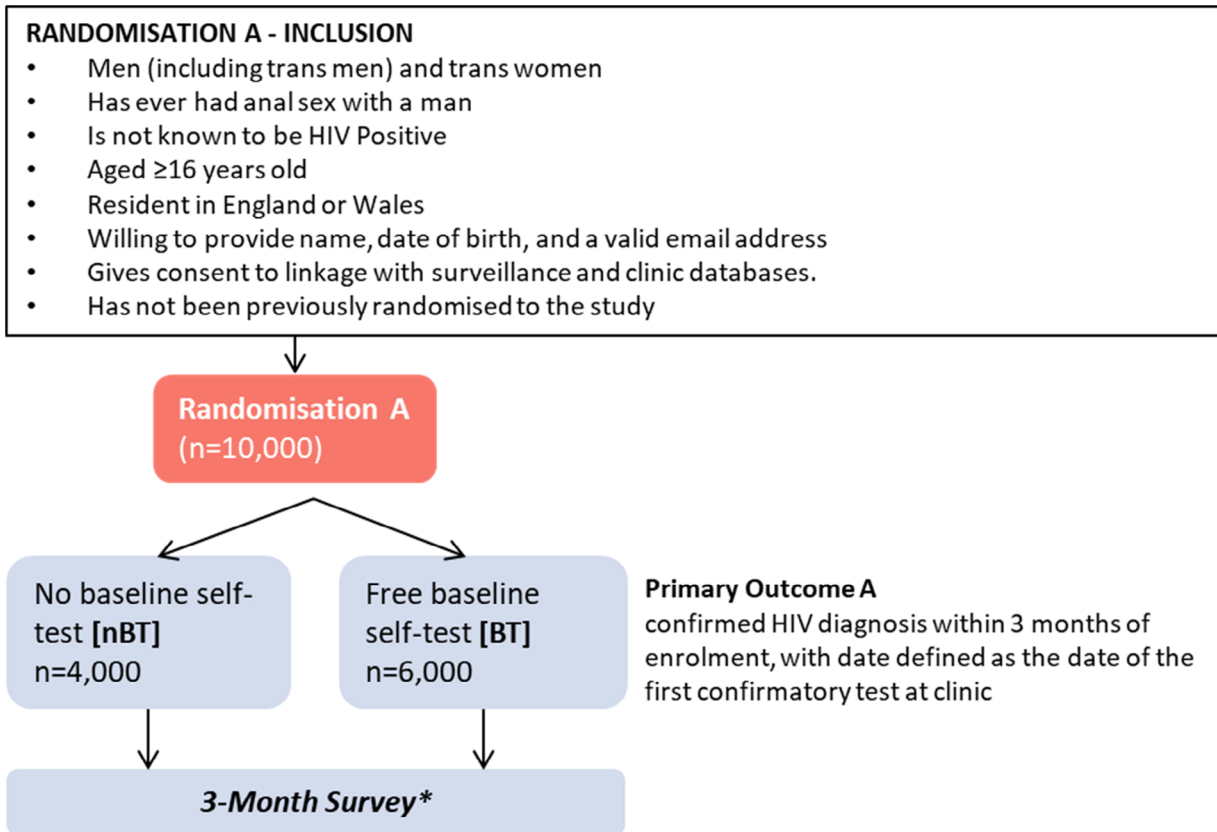 RANDOMISATION A - INCLUSION
• Men (including trans men) and trans women
• Has ever had anal sex with a man
• Is not known to be HIV Positive
• Aged ≥16 years old
• Resident in England or Wales
• Willing to provide name, date of birth, and a valid email address
• Gives consent to linkage with surveillance and clinic databases.
• Has not been previously randomised to the study
Randomisation A
(n=10,000)
No baseline self-
test [nBT]
n=4,000
Free baseline
self-test [BT]
n=6,000
Primary Outcome A
confirmed HIV diagnosis within 3 months of
enrolment, with date defined as the date of the
first confirmatory test at clinic
3-Month Survey*